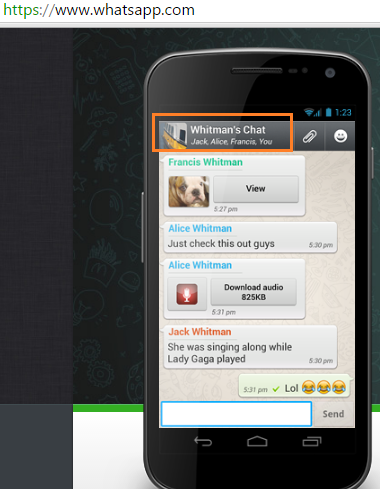 https://www.whatsapp.com
1:23
Whitman's Chat
Jack, Alice, Francis, You
Francis Whitman
View
5:27 pm
Alice Whitman
Just check this out guys
5:30 pm
Alice Whitman
Download audio
825KB
5:31 pm
Jack Whitman
She was singing along while
Lady Gaga played
5:30 pm
5:31 pm ✓ Lol 😂😂😂
Send